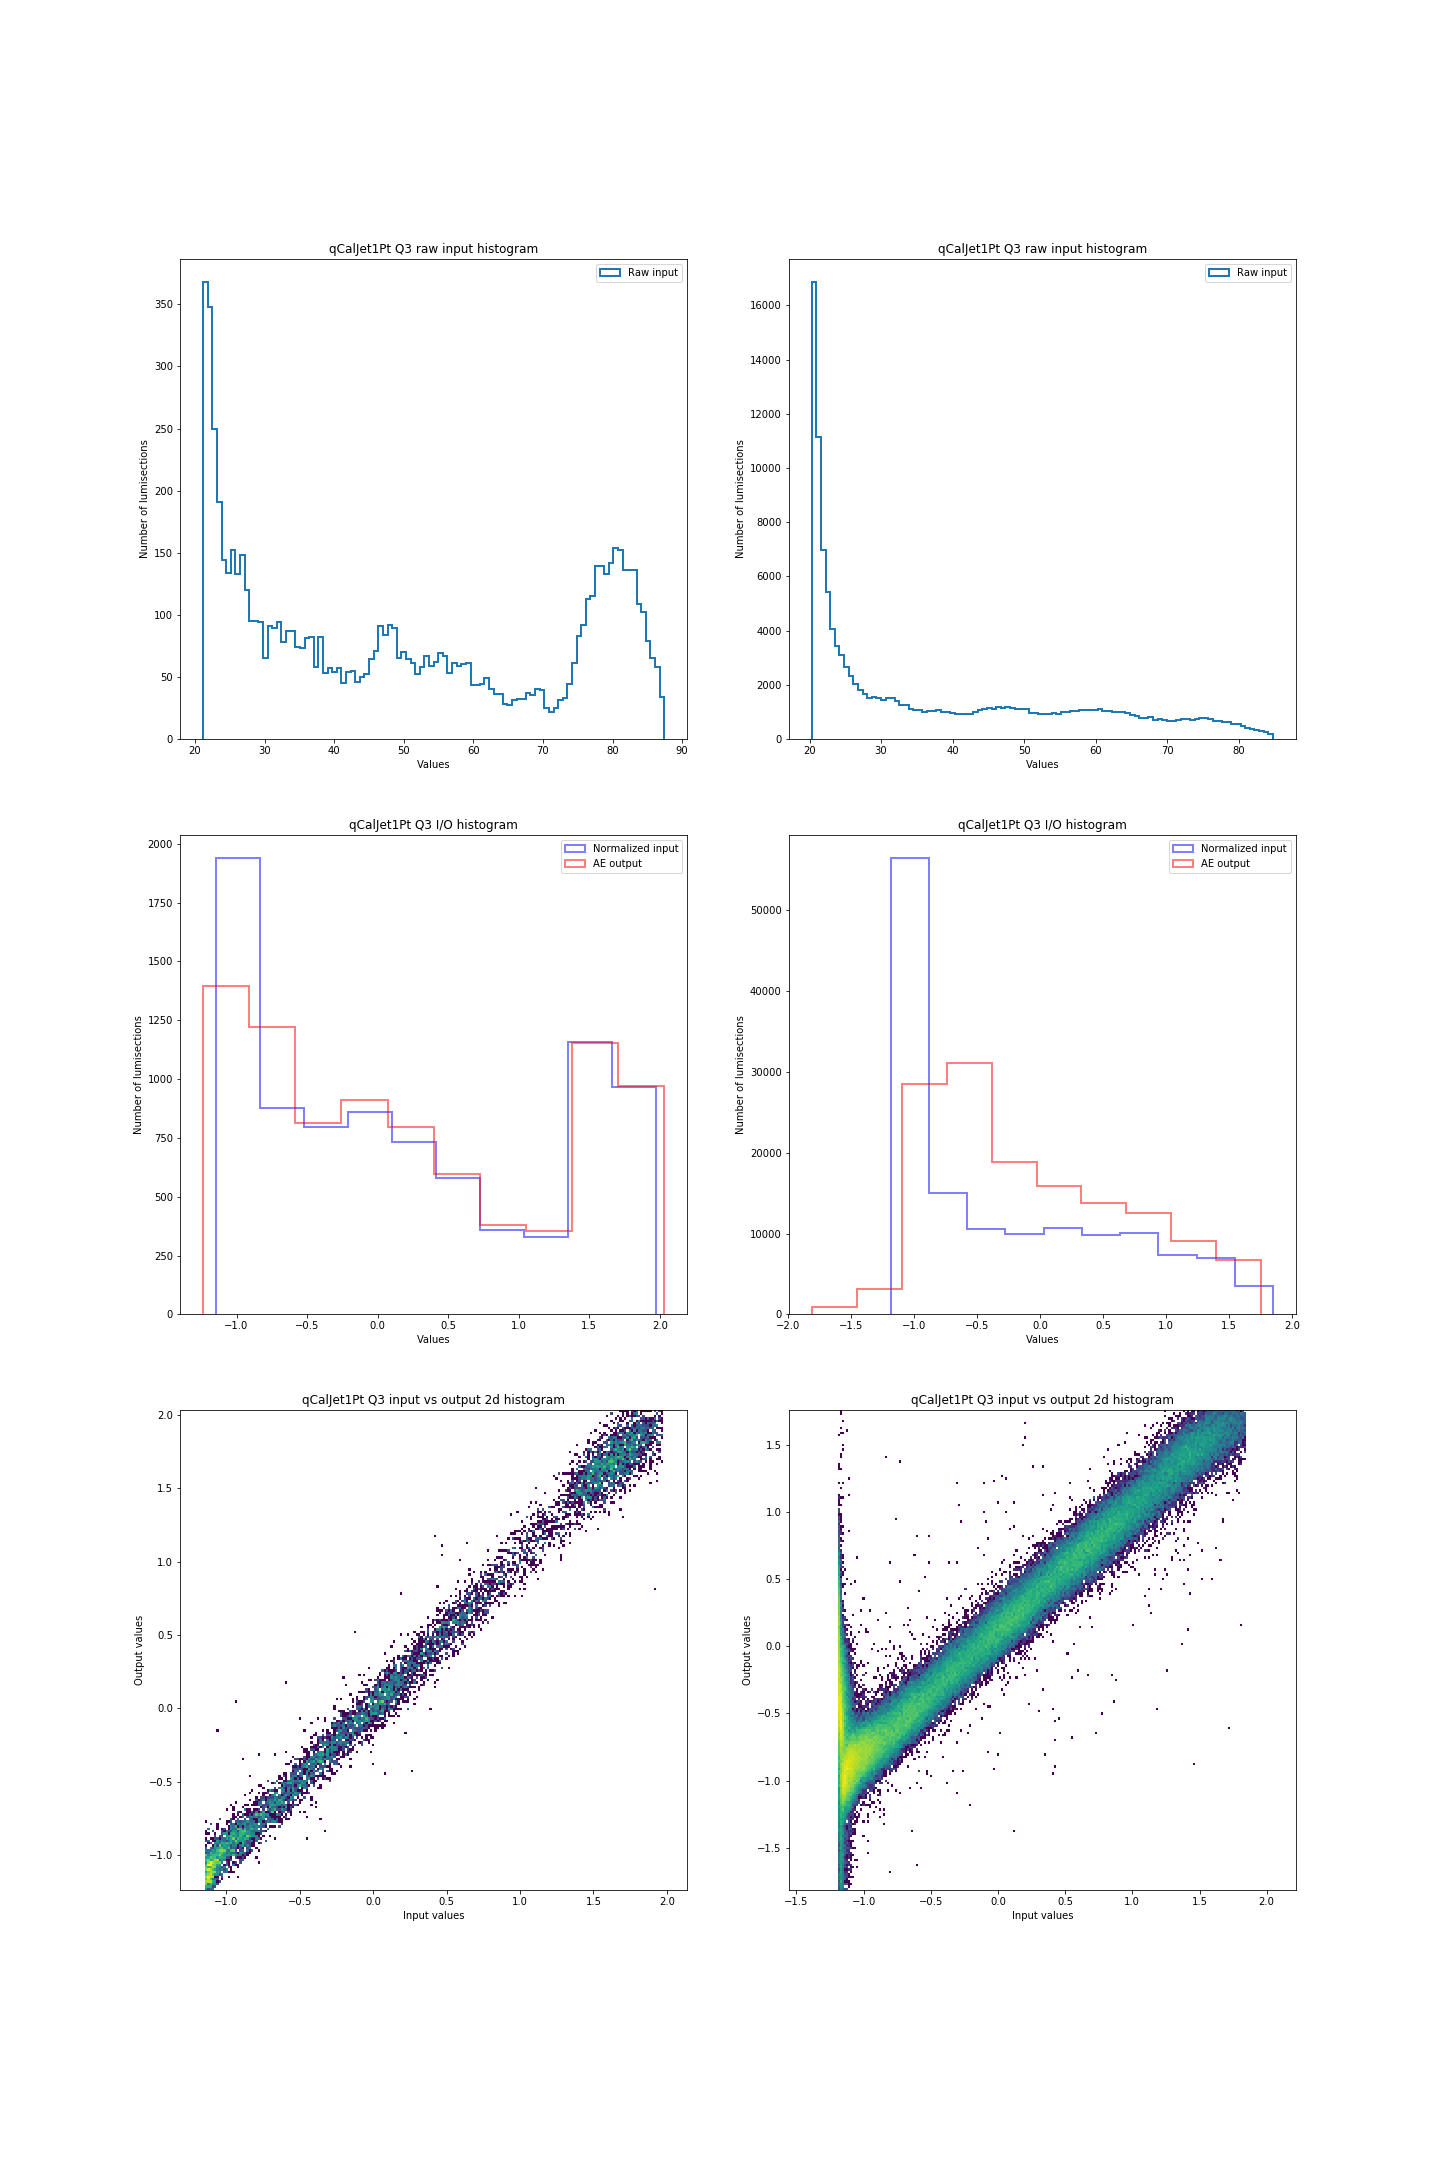 qCalJet1Pt Q3 raw input histogram
Raw input
Number of lumisections
350
300
250
200
150
100
50
0
20 30 40 50 60 70 80 90
Values
qCalJet1Pt Q3 raw input histogram
Raw input
Number of lumisections
16000
14000
12000
10000
8000
6000
4000
2000
0
20 30 40 50 60 70 80
Values
qCalJet1Pt Q3 I/O histogram
Normalized input
AE output
Number of lumisections
2000
1750
1500
1250
1000
750
500
250
0
−1.0 −0.5 0.0 0.5 1.0 1.5 2.0
Values
qCalJet1Pt Q3 I/O histogram
Normalized input
AE output
Number of lumisections
50000
40000
30000
20000
10000
0
−2.0 −1.5 −1.0 −0.5 0.0 0.5 1.0 1.5 2.0
Values
qCalJet1Pt Q3 input vs output 2d histogram
Output values
2.0
1.5
1.0
0.5
0.0
−0.5
−1.0
−1.0 −0.5 0.0 0.5 1.0 1.5 2.0
Input values
qCalJet1Pt Q3 input vs output 2d histogram
Output values
1.5
1.0
0.5
0.0
−0.5
−1.0
−1.5
−1.5 −1.0 −0.5 0.0 0.5 1.0 1.5 2.0
Input values